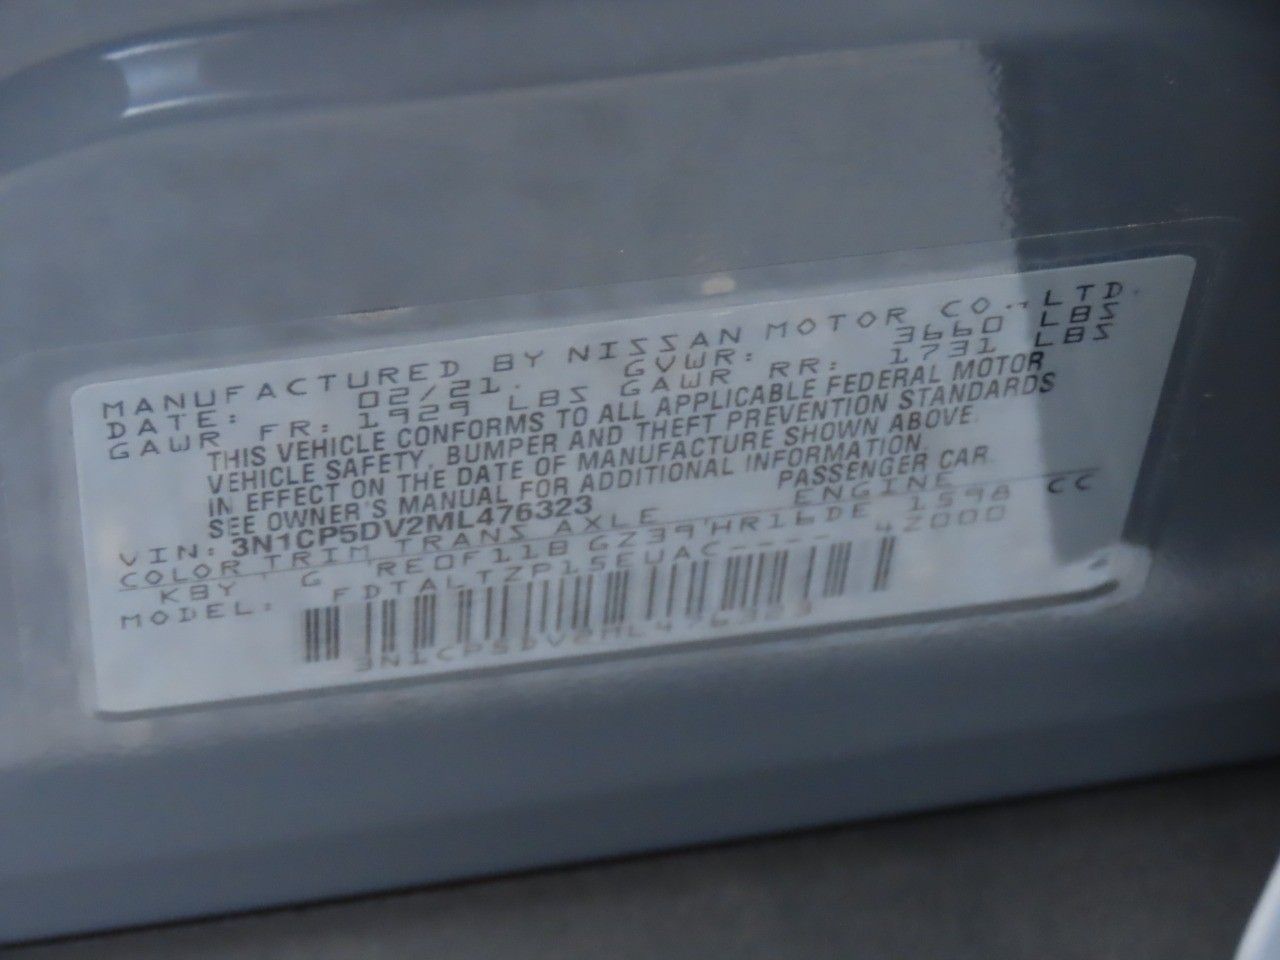 MANUFACTURED BY NISSAN MOTOR CO.,LTD.
DATE: 02/21. GVWR: 3660 LBS
GAWR FR: 1929 LBS GAWR RR: 1731 LBS
THIS VEHICLE CONFORMS TO ALL APPLICABLE FEDERAL MOTOR
VEHICLE SAFETY, BUMPER AND THEFT PREVENTION STANDARDS
IN EFFECT ON THE DATE OF MANUFACTURE SHOWN ABOVE.
SEE OWNER'S MANUAL FOR ADDITIONAL INFORMATION.
VIN: 3N1CP5DV2ML476323 PASSENGER CAR
COLOR TRIM TRANS AXLE ENGINE
KBY G RE0F11B GZ39 HR16DE 1598 CC
MODEL: FDTALTZP15EUAC---- 4Z000
3N1CP5DV2ML476323